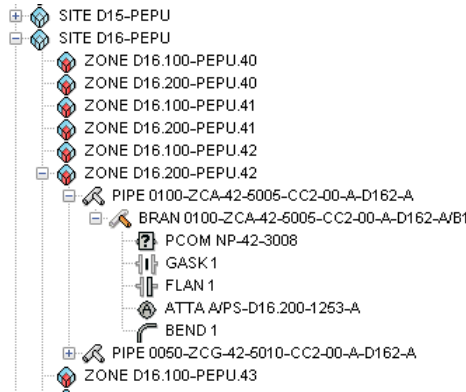 SITE D15-PEPU
SITE D16-PEPU
ZONE D16.100-PEPU.40
ZONE D16.200-PEPU.40
ZONE D16.100-PEPU.41
ZONE D16.200-PEPU.41
ZONE D16.100-PEPU.42
ZONE D16.200-PEPU.42
PIPE 0100-ZCA-42-5005-CC2-00-A-D162-A
BRAN 0100-ZCA-42-5005-CC2-00-A-D162-A/B1
PCOM NP-42-3008
GASK 1
FLAN 1
ATTA A/PS-D16.200-1253-A
BEND 1
PIPE 0050-ZCG-42-5010-CC2-00-A-D162-A
ZONE D16.100-PEPU.43